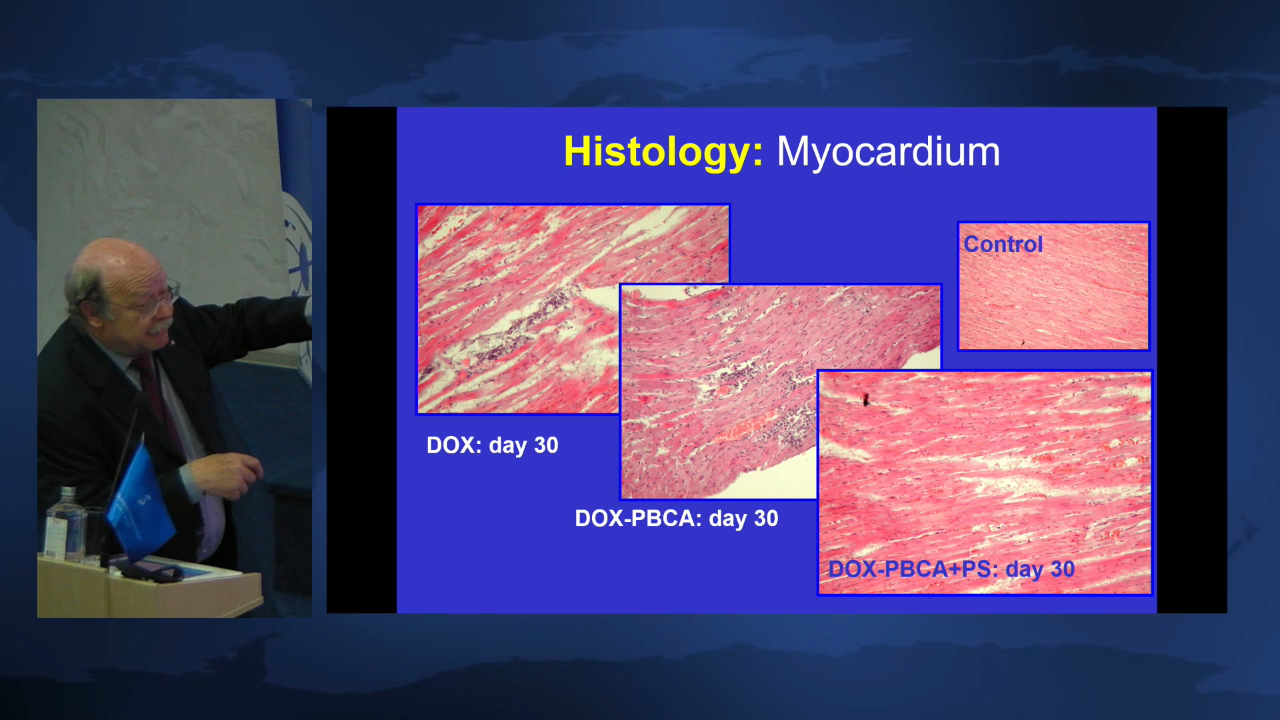 Histology: Myocardium
Control
DOX: day 30
DOX-PBCA: day 30
DOX-PBCA+PS: day 30